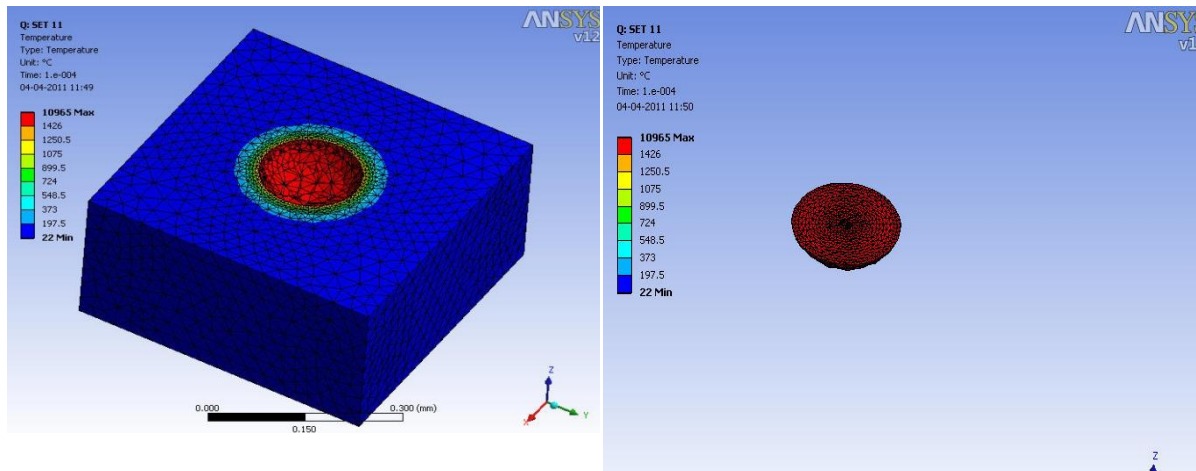 Q: SET 11
Temperature
Type: Temperature
Unit: °C
Time: 1.e-004
04-04-2011 11:49
10965 Max
1426
1250.5
1075
899.5
724
548.5
373
197.5
22 Min
ANSYS
v12
0.000
0.300 (mm)
0.150
Z
X
Y
Q: SET 11
Temperature
Type: Temperature
Unit: °C
Time: 1.e-004
04-04-2011 11:50
10965 Max
1426
1250.5
1075
899.5
724
548.5
373
197.5
22 Min
ANSYS
v12
Z